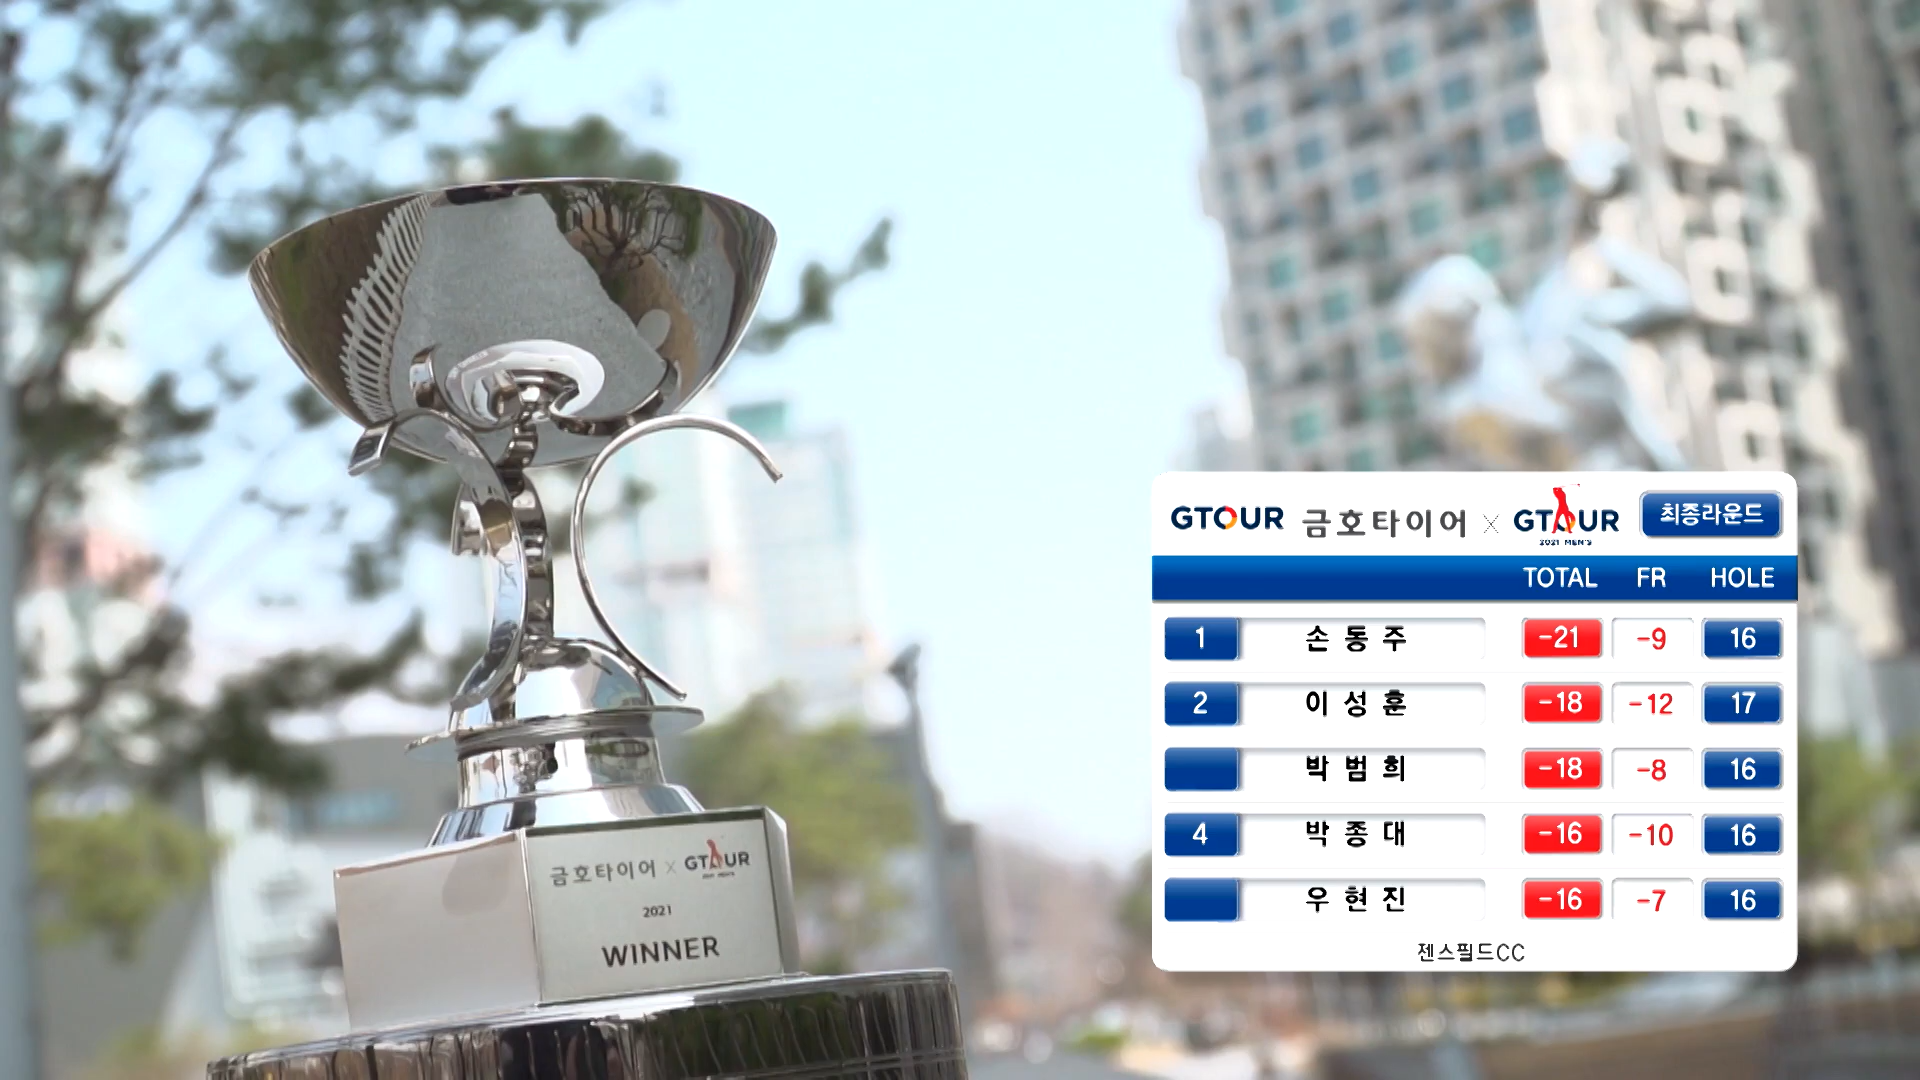 금호타이어 X GTOUR
2021 MEN'S
2021
WINNER
GTOUR 금호타이어 X GTOUR 최종라운드
2021 MEN'S
TOTAL FR HOLE
1 손동주 -21 -9 16
2 이성훈 -18 -12 17
박범희 -18 -8 16
4 박종대 -16 -10 16
우현진 -16 -7 16
젠스필드CC